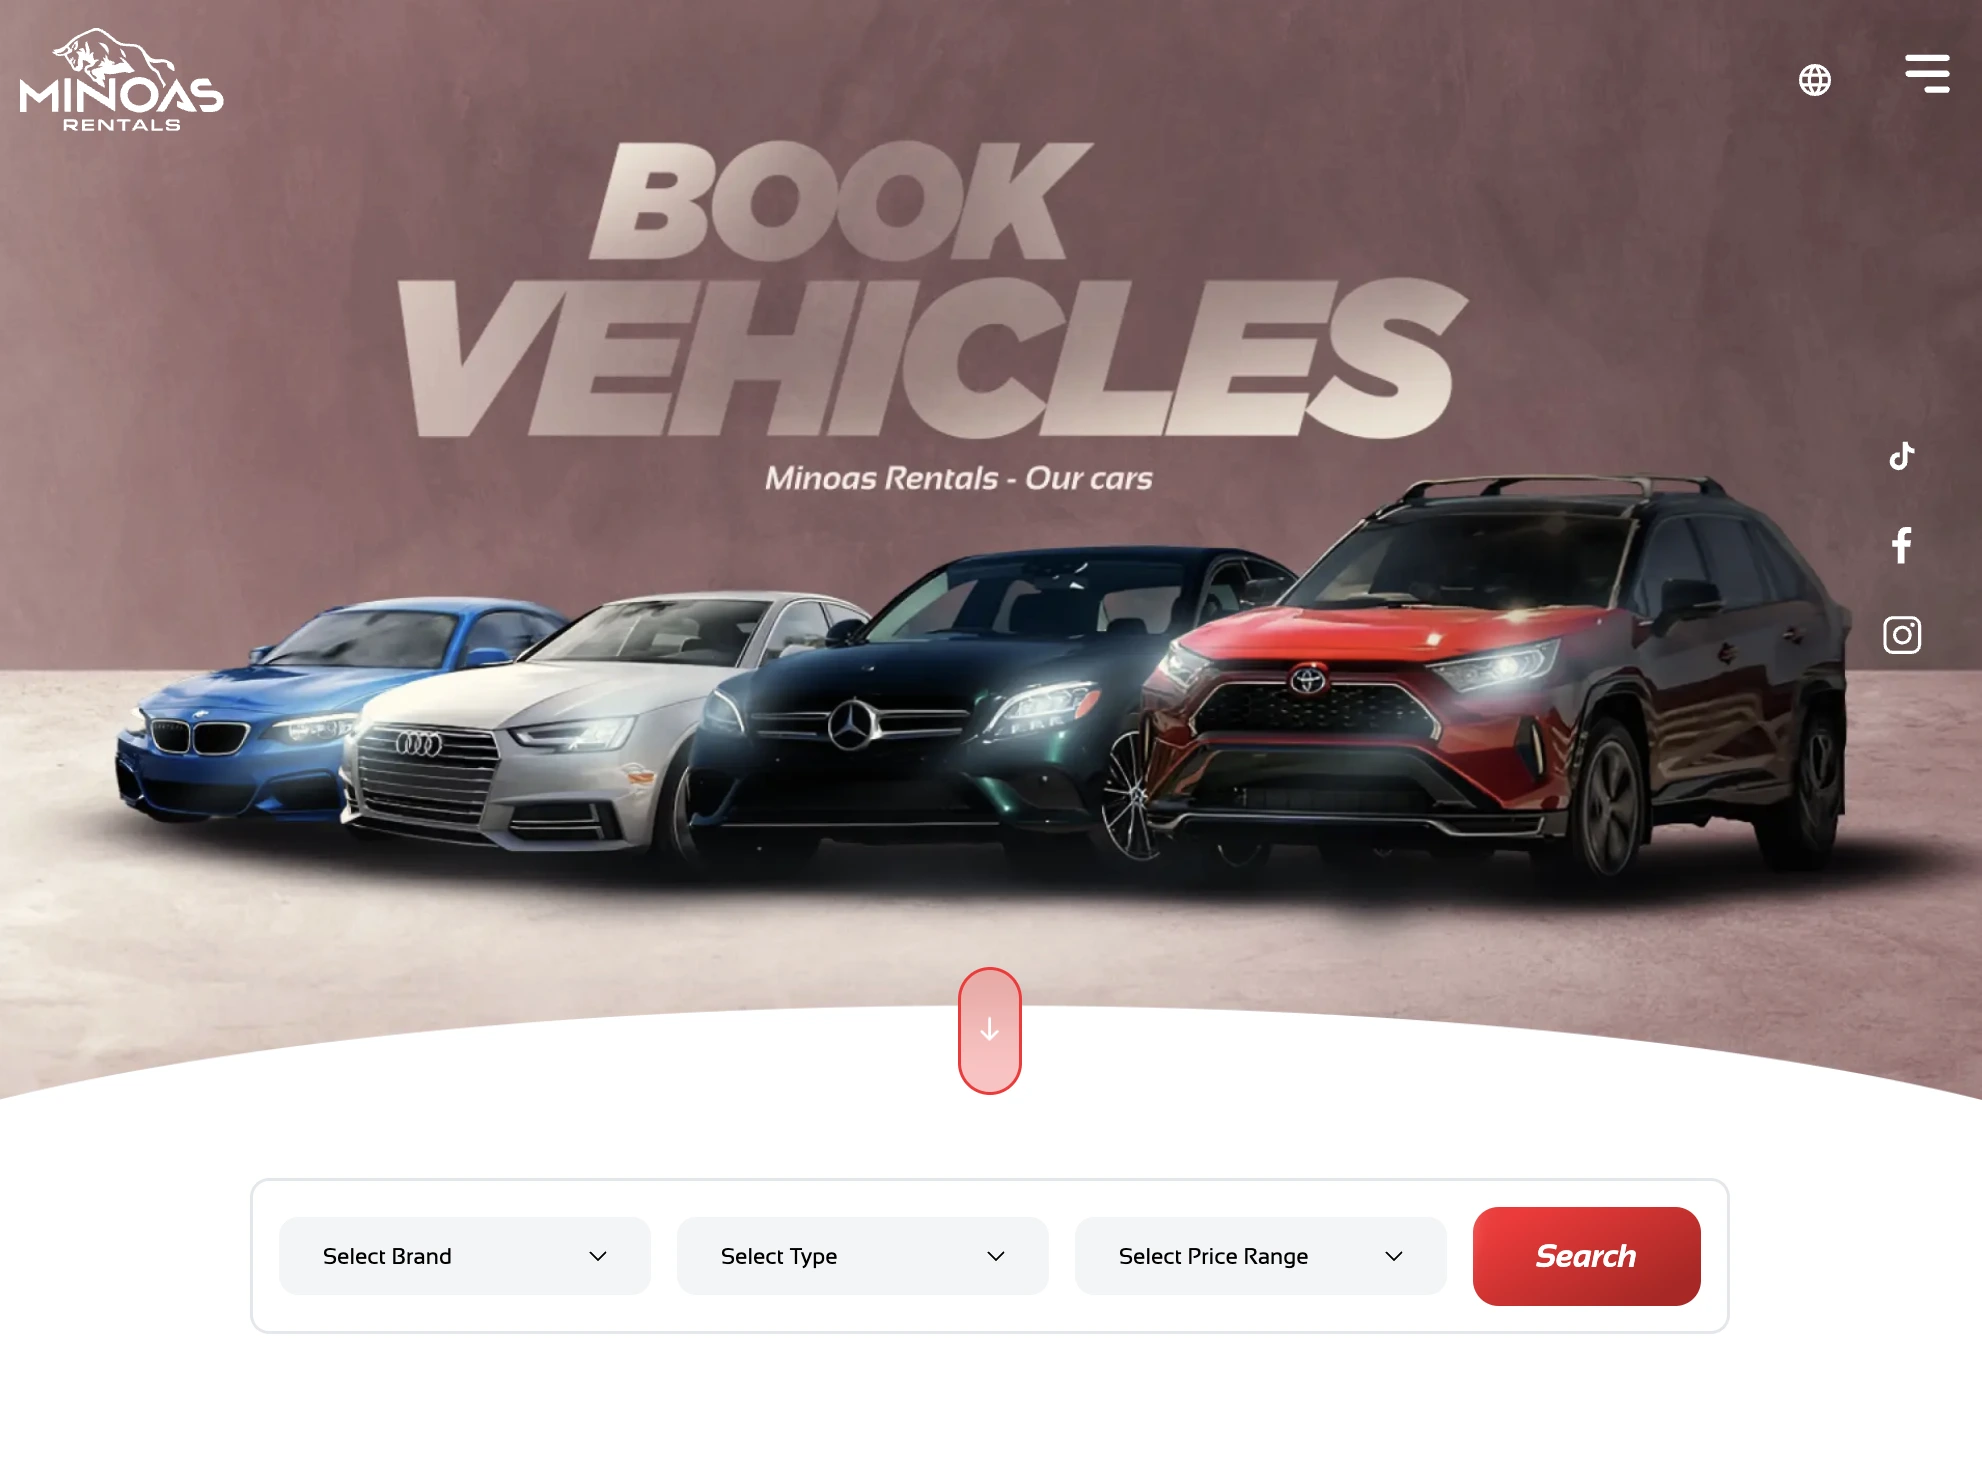 MINOAS
RENTALS
BOOK
VEHICLES
Minoas Rentals - Our cars
Select Brand
Select Type
Select Price Range
Search